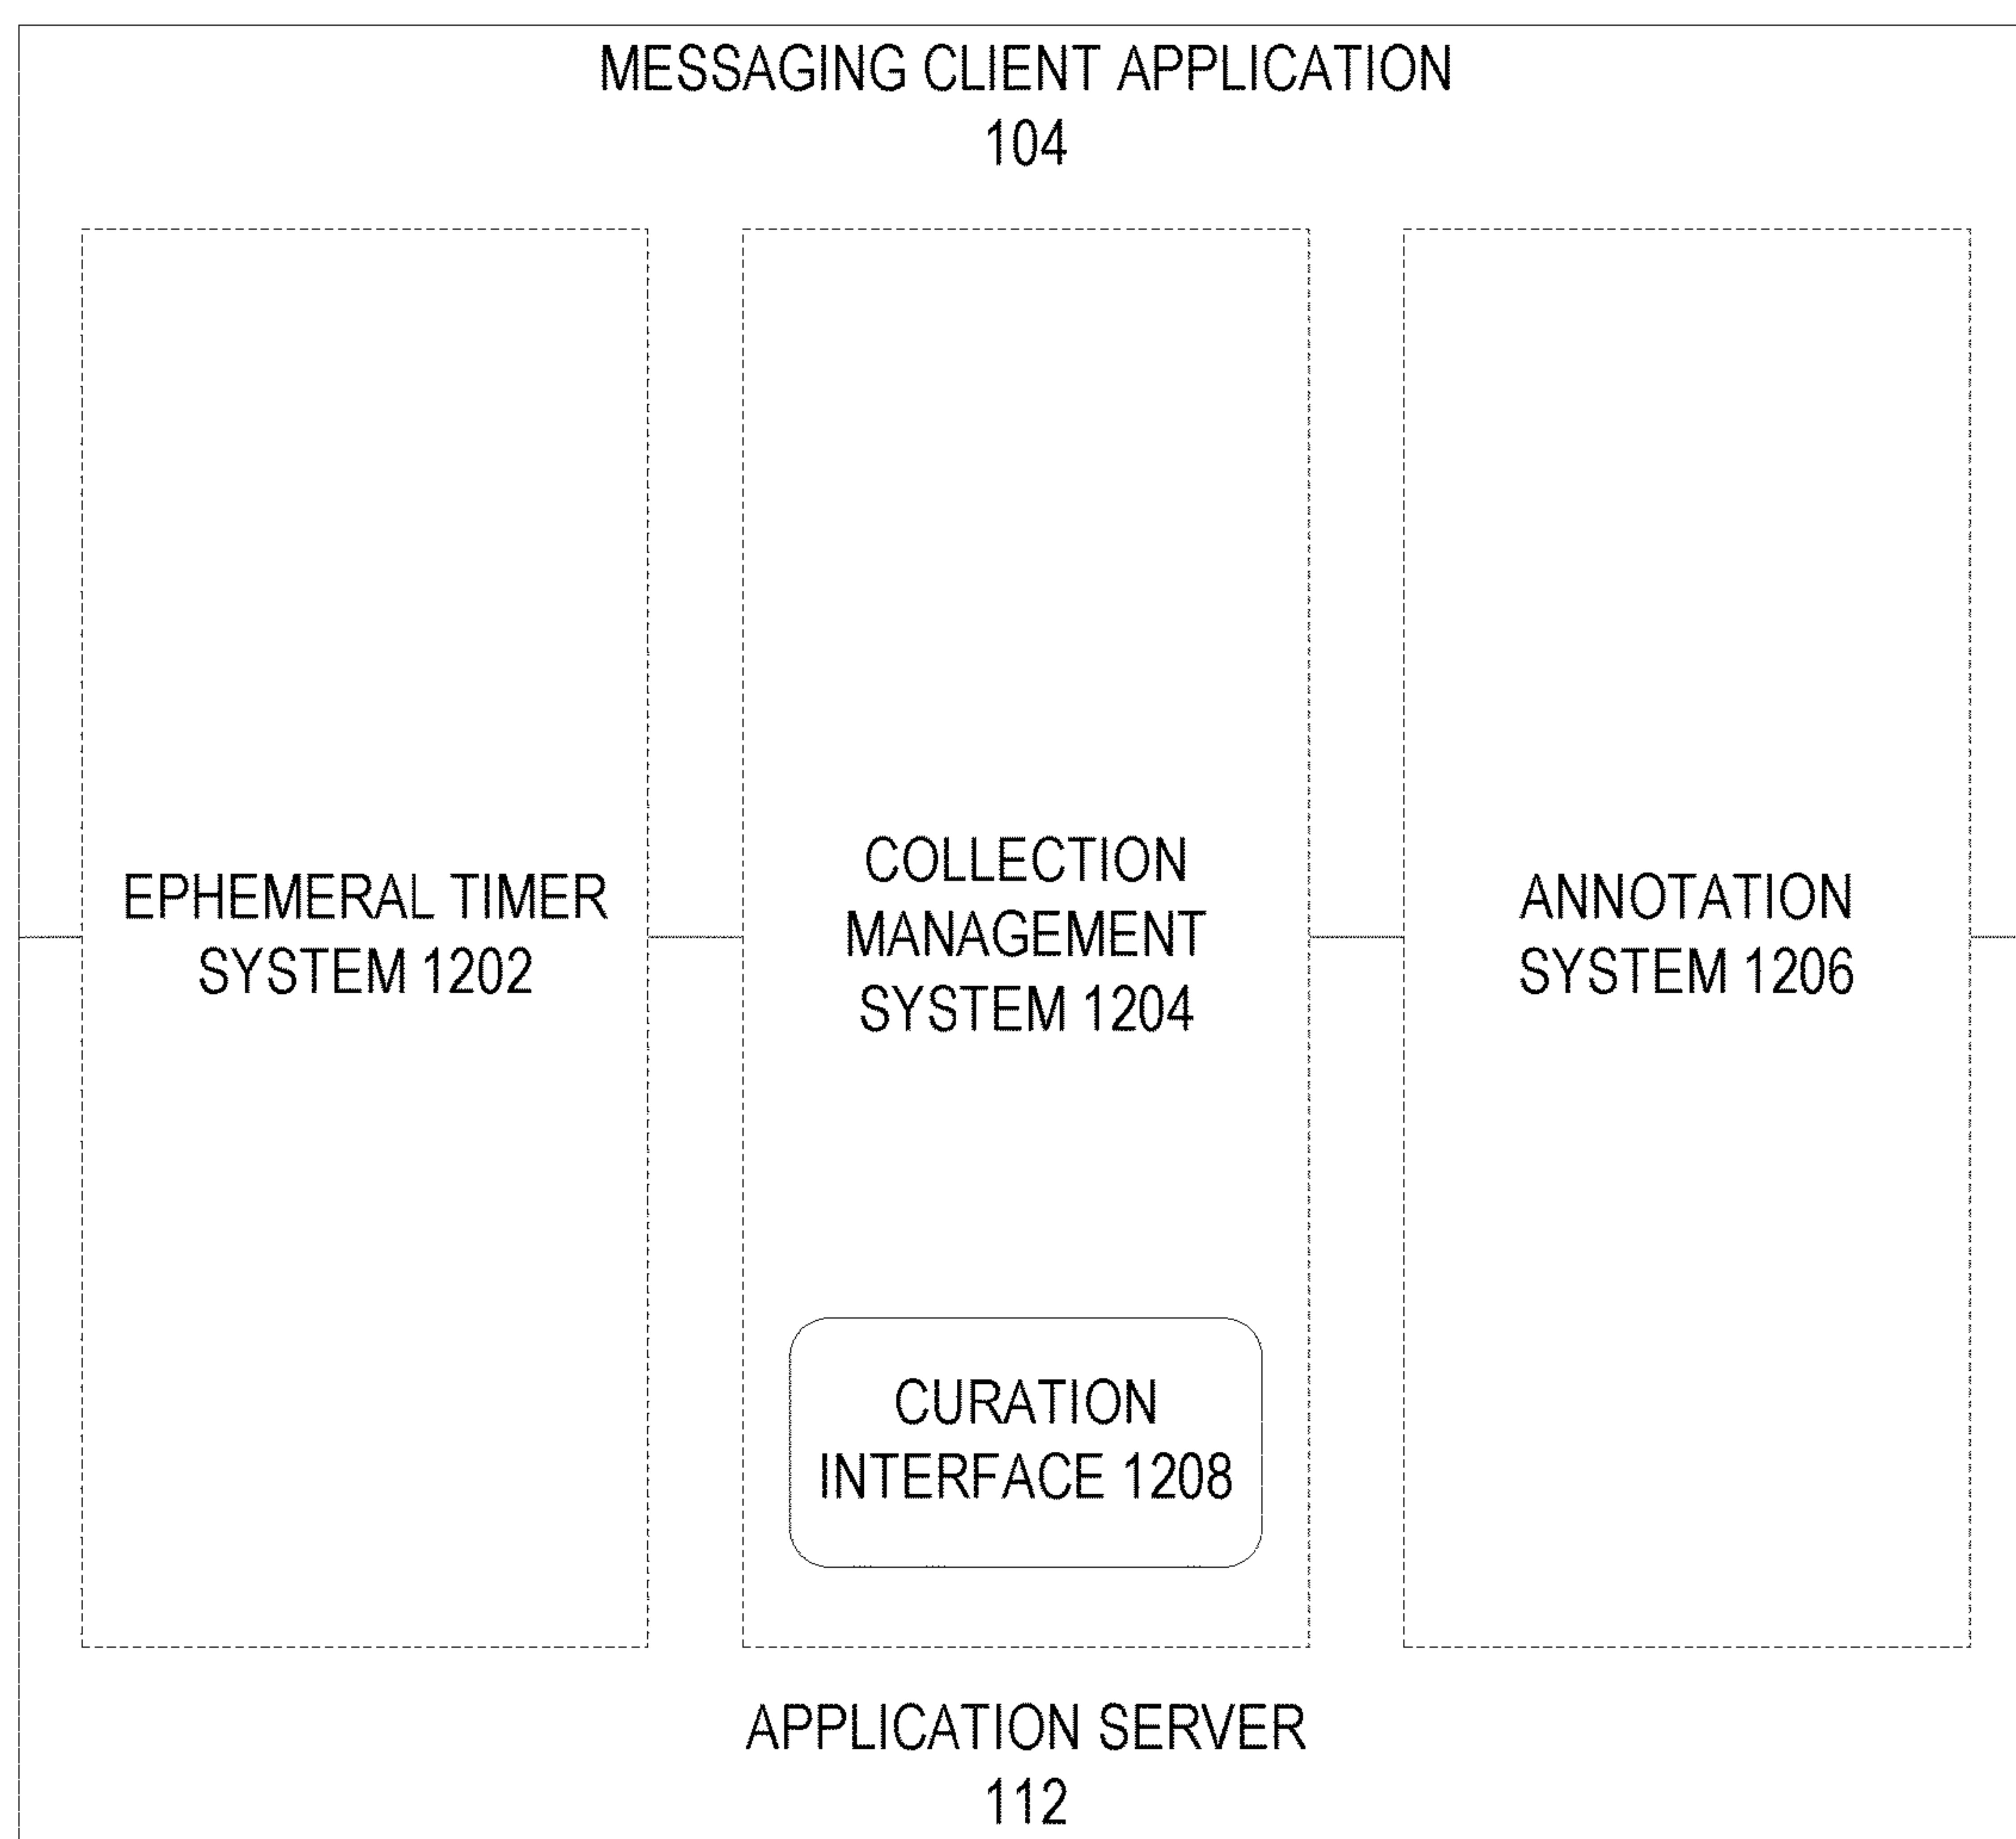 MESSAGING CLIENT APPLICATION
104
EPHEMERAL TIMER
SYSTEM 1202
COLLECTION
MANAGEMENT
SYSTEM 1204
ANNOTATION
SYSTEM 1206
CURATION
INTERFACE 1208
APPLICATION SERVER
112